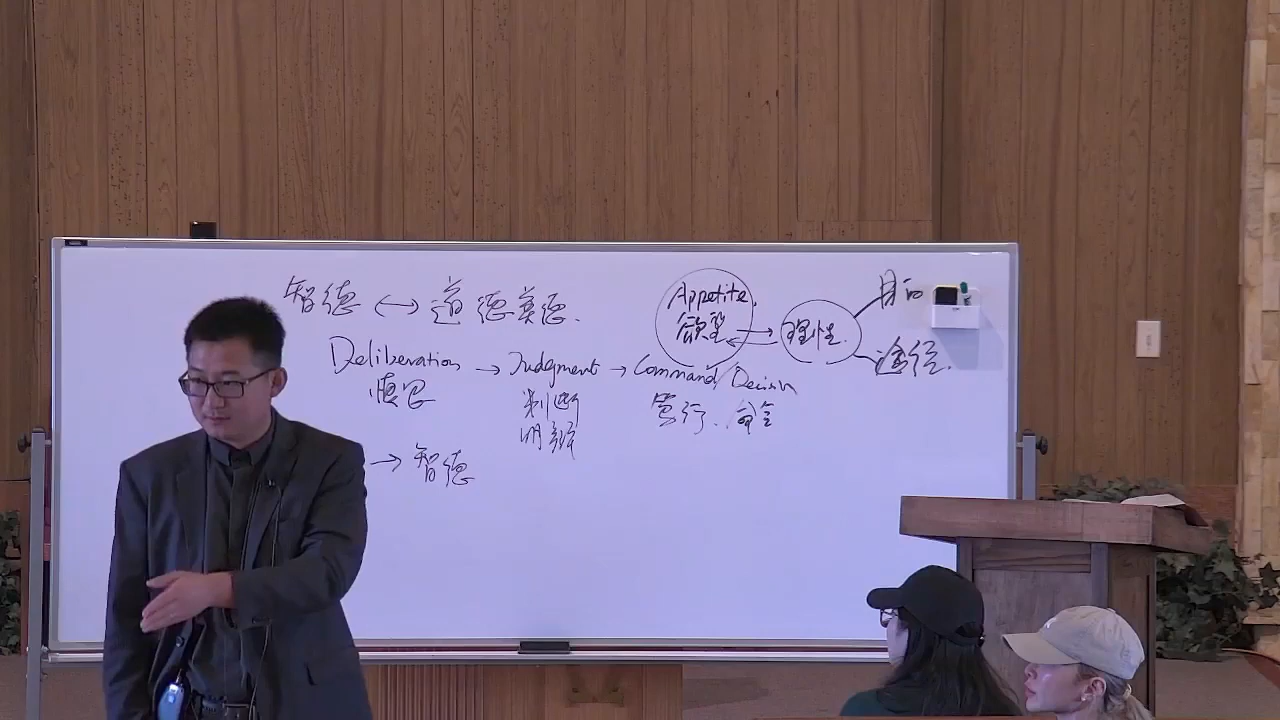 智德 ↔ 道德美德.
Appetite.
欲望 ⇄ 理性.
目的
途径.
Deliberation → Judgment → Command/Decision
慎思 判断 笃行. 命令
明辨
→ 智德